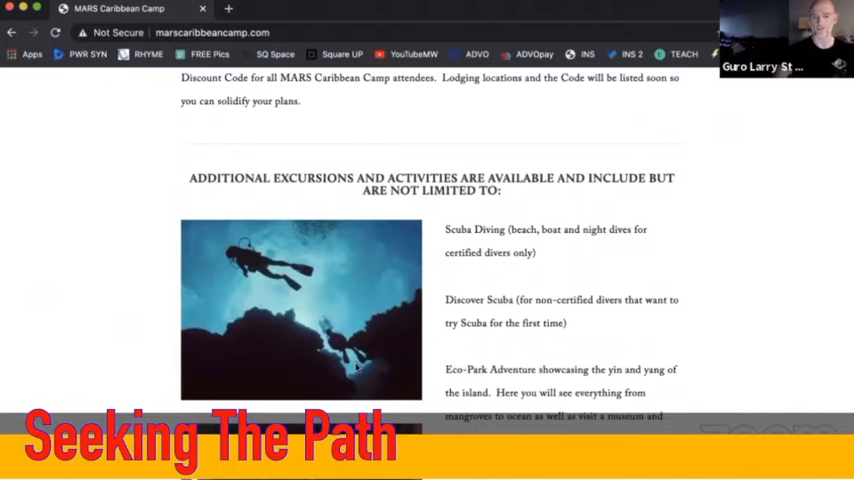 MARS Caribbean Camp
Not Secure
marscaribbeancamp.com
Apps
PWR SYN
RHYME
FREE Pics
SQ Space
Square UP
YouTubeMW
ADVO
ADVOpay
INS
INS 2
TEACH
Guro Larry St ...
Discount Code for all MARS Caribbean Camp attendees. Lodging locations and the Code will be listed soon so
you can solidify your plans.
ADDITIONAL EXCURSIONS AND ACTIVITIES ARE AVAILABLE AND INCLUDE BUT
ARE NOT LIMITED TO:
Scuba Diving (beach, boat and night dives for
certified divers only)
Discover Scuba (for non-certified divers that want to
try Scuba for the first time)
Eco-Park Adventure showcasing the yin and yang of
the island. Here you will see everything from
mangroves to ocean as well as visit a museum and
zoom
Seeking The Path